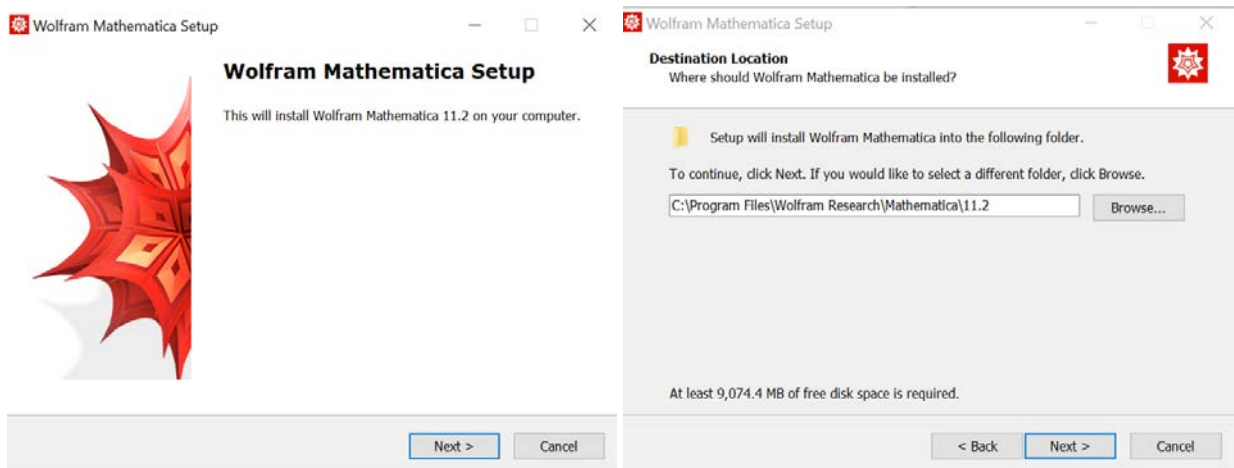 Wolfram Mathematica Setup
Wolfram Mathematica Setup
This will install Wolfram Mathematica 11.2 on your computer.
Next >
Cancel
Wolfram Mathematica Setup
Destination Location
Where should Wolfram Mathematica be installed?
Setup will install Wolfram Mathematica into the following folder.
To continue, click Next. If you would like to select a different folder, click Browse.
C:\Program Files\Wolfram Research\Mathematica\11.2
Browse...
At least 9,074.4 MB of free disk space is required.
< Back
Next >
Cancel